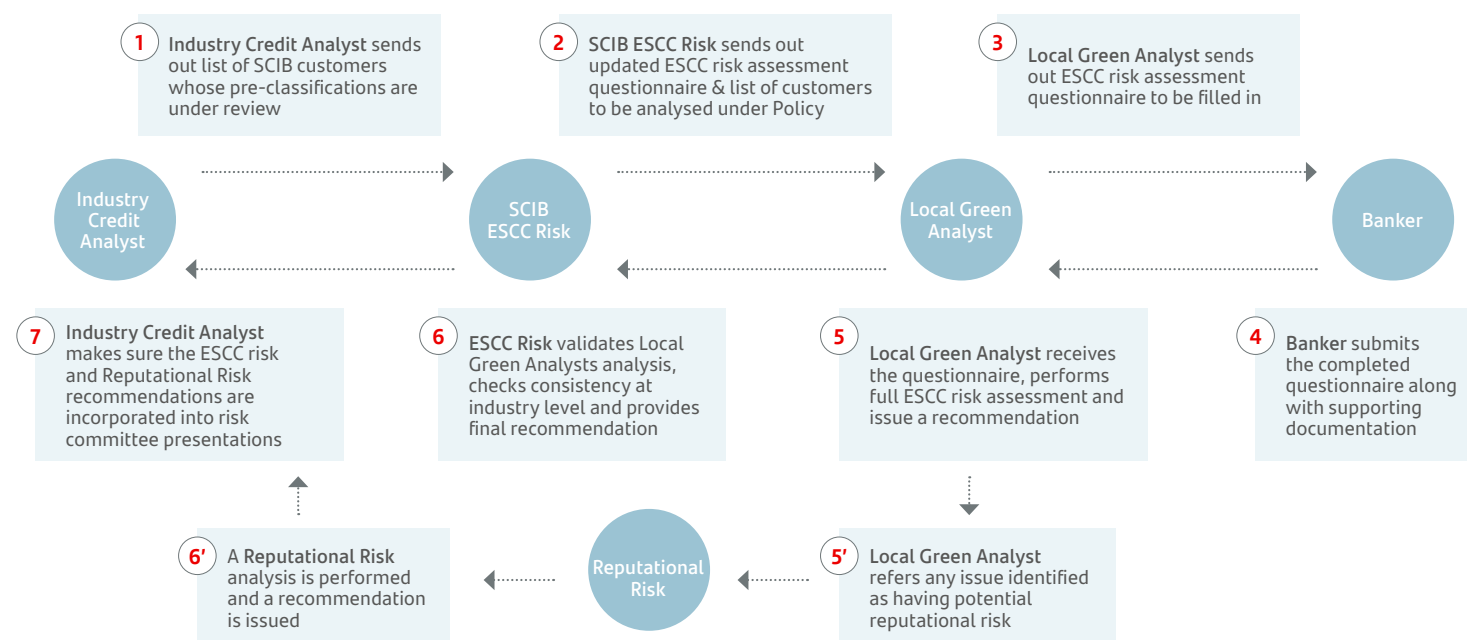 1
Industry Credit Analyst sends
out list of SCIB customers
whose pre-classifications are
under review
2
SCIB ESCC Risk sends out
updated ESCC risk assessment
questionnaire & list of customers
to be analysed under Policy
3
Local Green Analyst sends
out ESCC risk assessment
questionnaire to be filled in
Industry
Credit
Analyst
SCIB
ESCC Risk
Local Green
Analyst
Banker
7
Industry Credit Analyst
makes sure the ESCC risk
and Reputational Risk
recommendations are
incorporated into risk
committee presentations
6
ESCC Risk validates Local
Green Analysts analysis,
checks consistency at
industry level and provides
final recommendation
5
Local Green Analyst receives
the questionnaire, performs
full ESCC risk assessment and
issue a recommendation
4
Banker submits
the completed
questionnaire along
with supporting
documentation
6’
A Reputational Risk
analysis is performed
and a recommendation
is issued
Reputational
Risk
5’
Local Green Analyst
refers any issue identified
as having potential
reputational risk